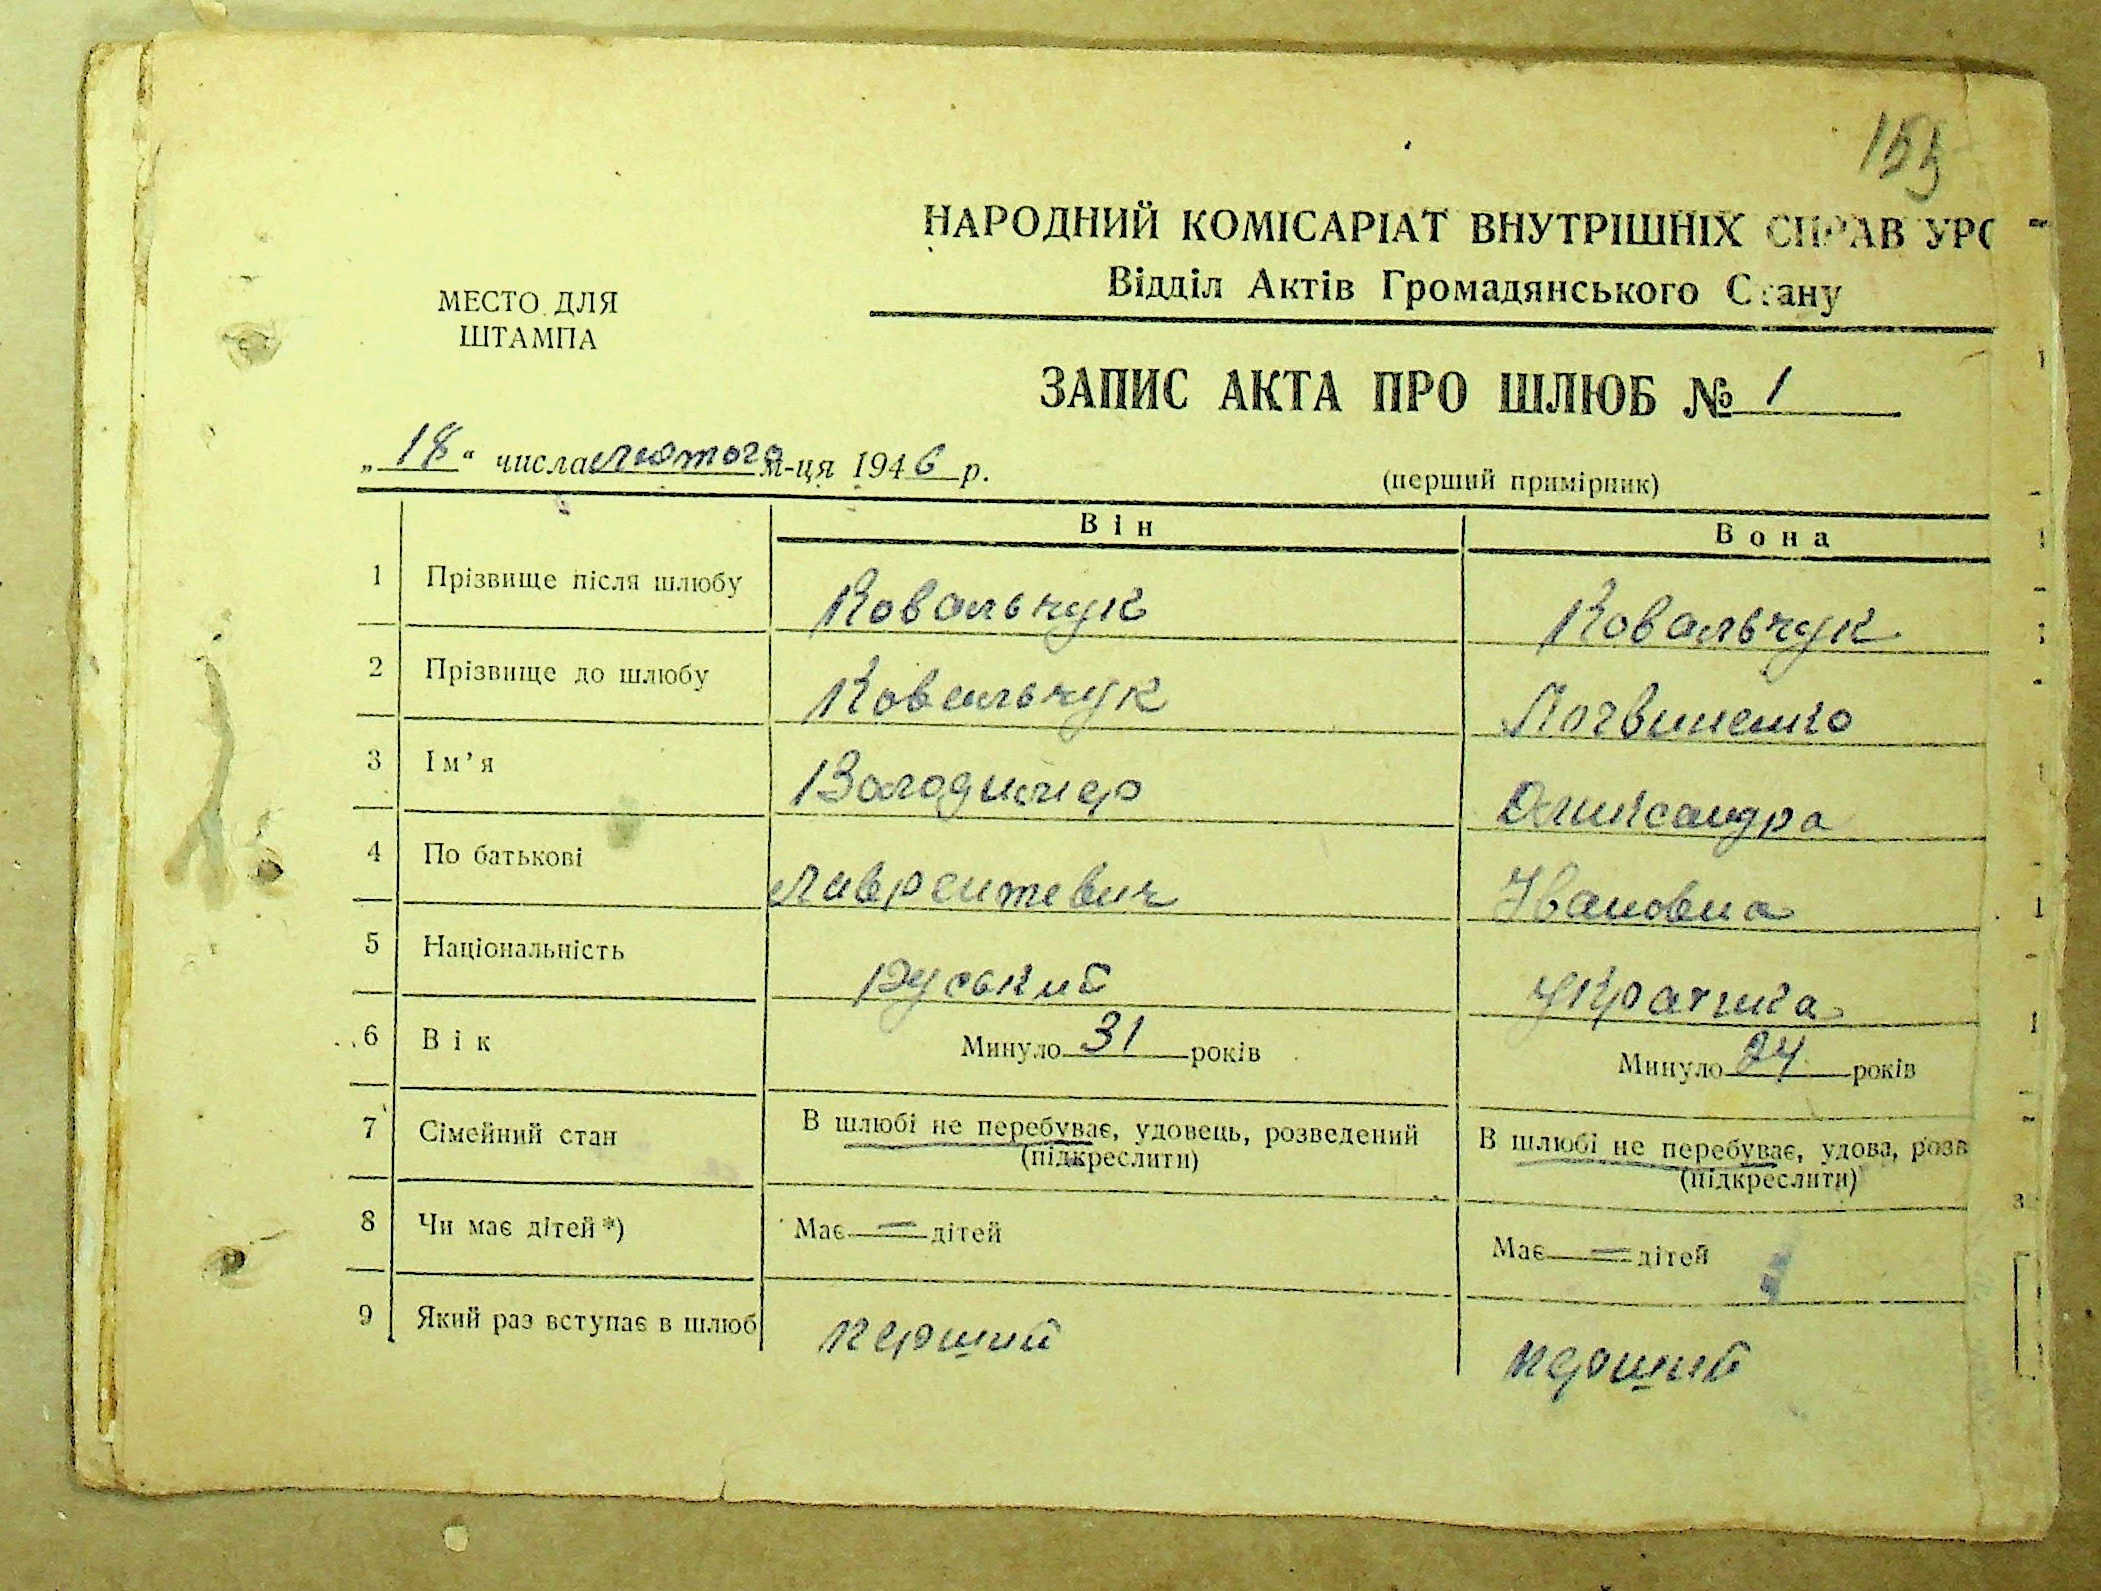 155
НАРОДНИЙ КОМІСАРІАТ ВНУТРІШНІХ СПРАВ УРС
Відділ Актів Громадянського Стану
МЕСТО ДЛЯ
ШТАМПА
ЗАПИС АКТА ПРО ШЛЮБ № 1
„18“ числа лютого м-ця 1946 р.
(перший примірник)
Він Вона
1 Прізвище після шлюбу Ковальчук Ковальчук
2 Прізвище до шлюбу Ковальчук Логвиненко
3 Ім’я Володимир Олександра
4 По батькові Лаврентевич Івановна
5 Національність руський Українка
6 Вік Минуло 31 років Минуло 24 років
7 Сімейний стан В шлюбі не перебуває, удовець, розведений В шлюбі не перебуває, удова, розв
(підкреслити) (підкреслити)
8 Чи має дітей *) Має = дітей Має = дітей
9 Який раз вступає в шлюб перший перший